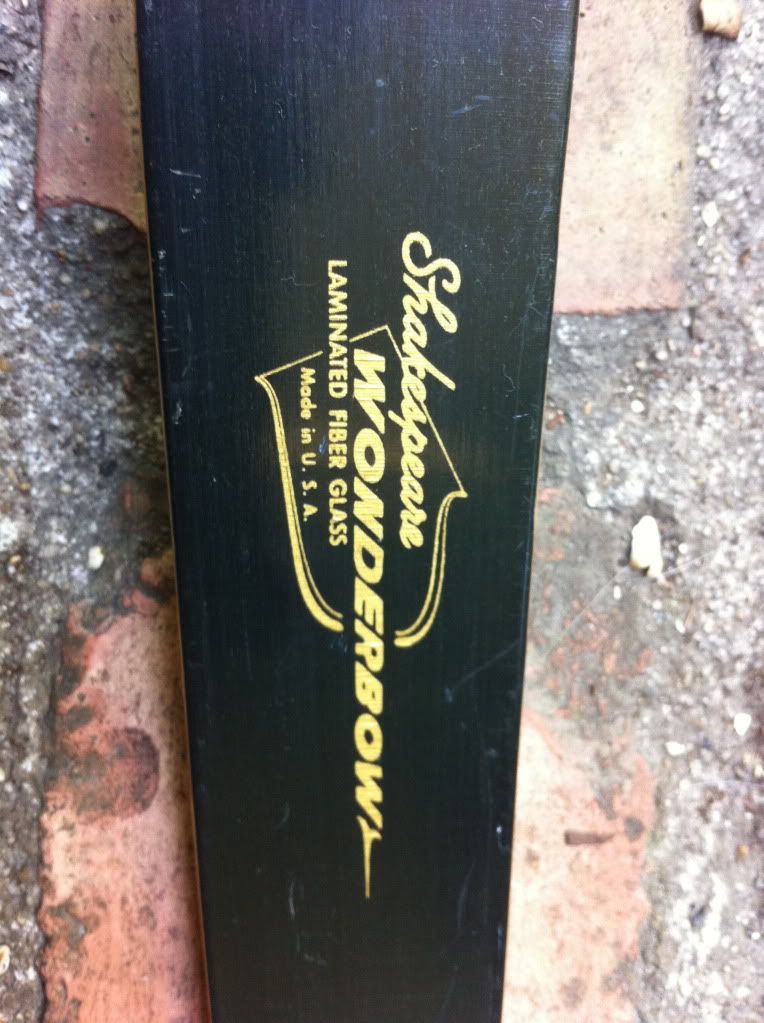 Shakespeare
WONDERBOW
LAMINATED FIBER GLASS
Made in U. S. A.